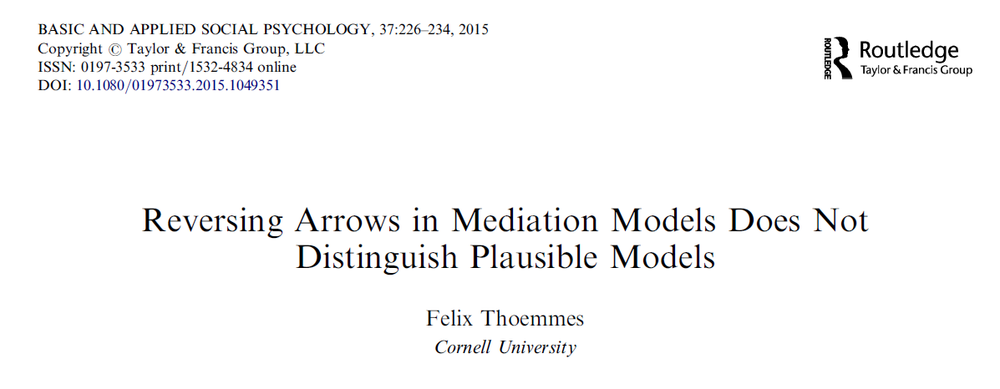 BASIC AND APPLIED SOCIAL PSYCHOLOGY, 37:226–234, 2015
Copyright © Taylor & Francis Group, LLC
ISSN: 0197-3533 print/1532-4834 online
DOI: 10.1080/01973533.2015.1049351
ROUTLEDGE
Routledge
Taylor & Francis Group
Reversing Arrows in Mediation Models Does Not
Distinguish Plausible Models
Felix Thoemmes
Cornell University